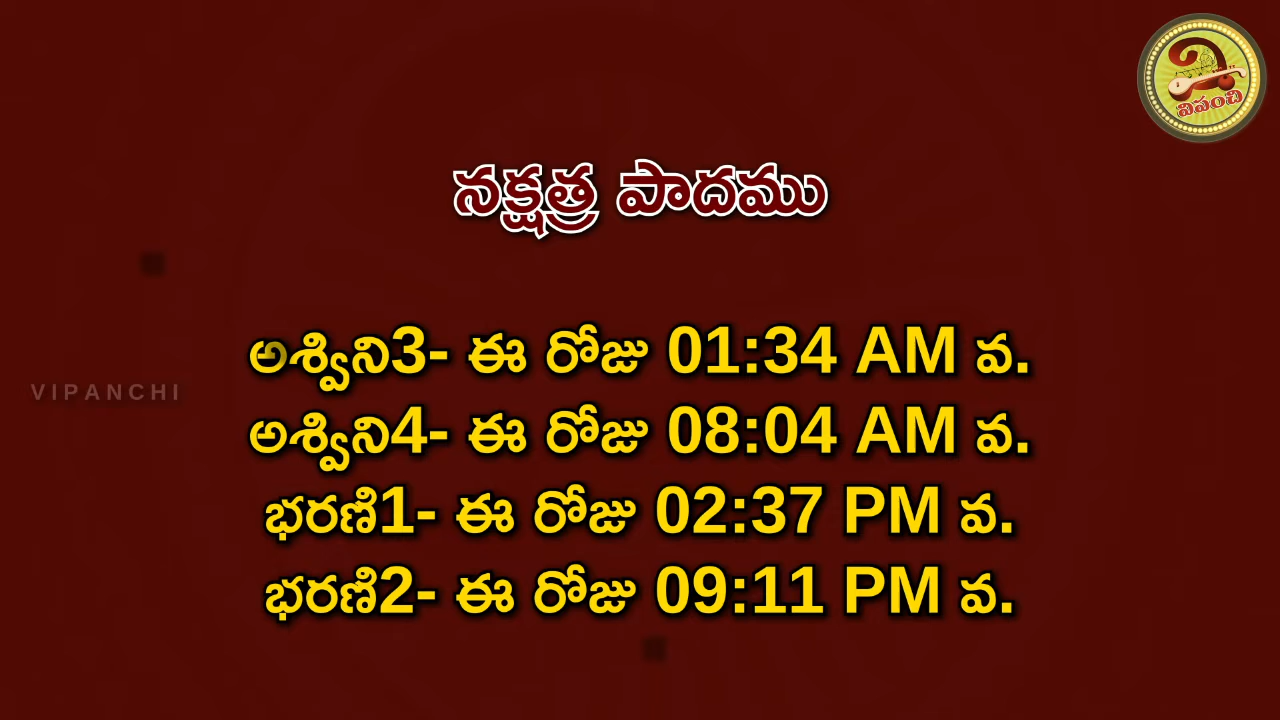 విపంచి
నక్షత్ర పాదము
అశ్విని3- ఈ రోజు 01:34 AM వ.
VIPANCHI
అశ్విని4- ఈ రోజు 08:04 AM వ.
భరణి1- ఈ రోజు 02:37 PM వ.
భరణి2- ఈ రోజు 09:11 PM వ.